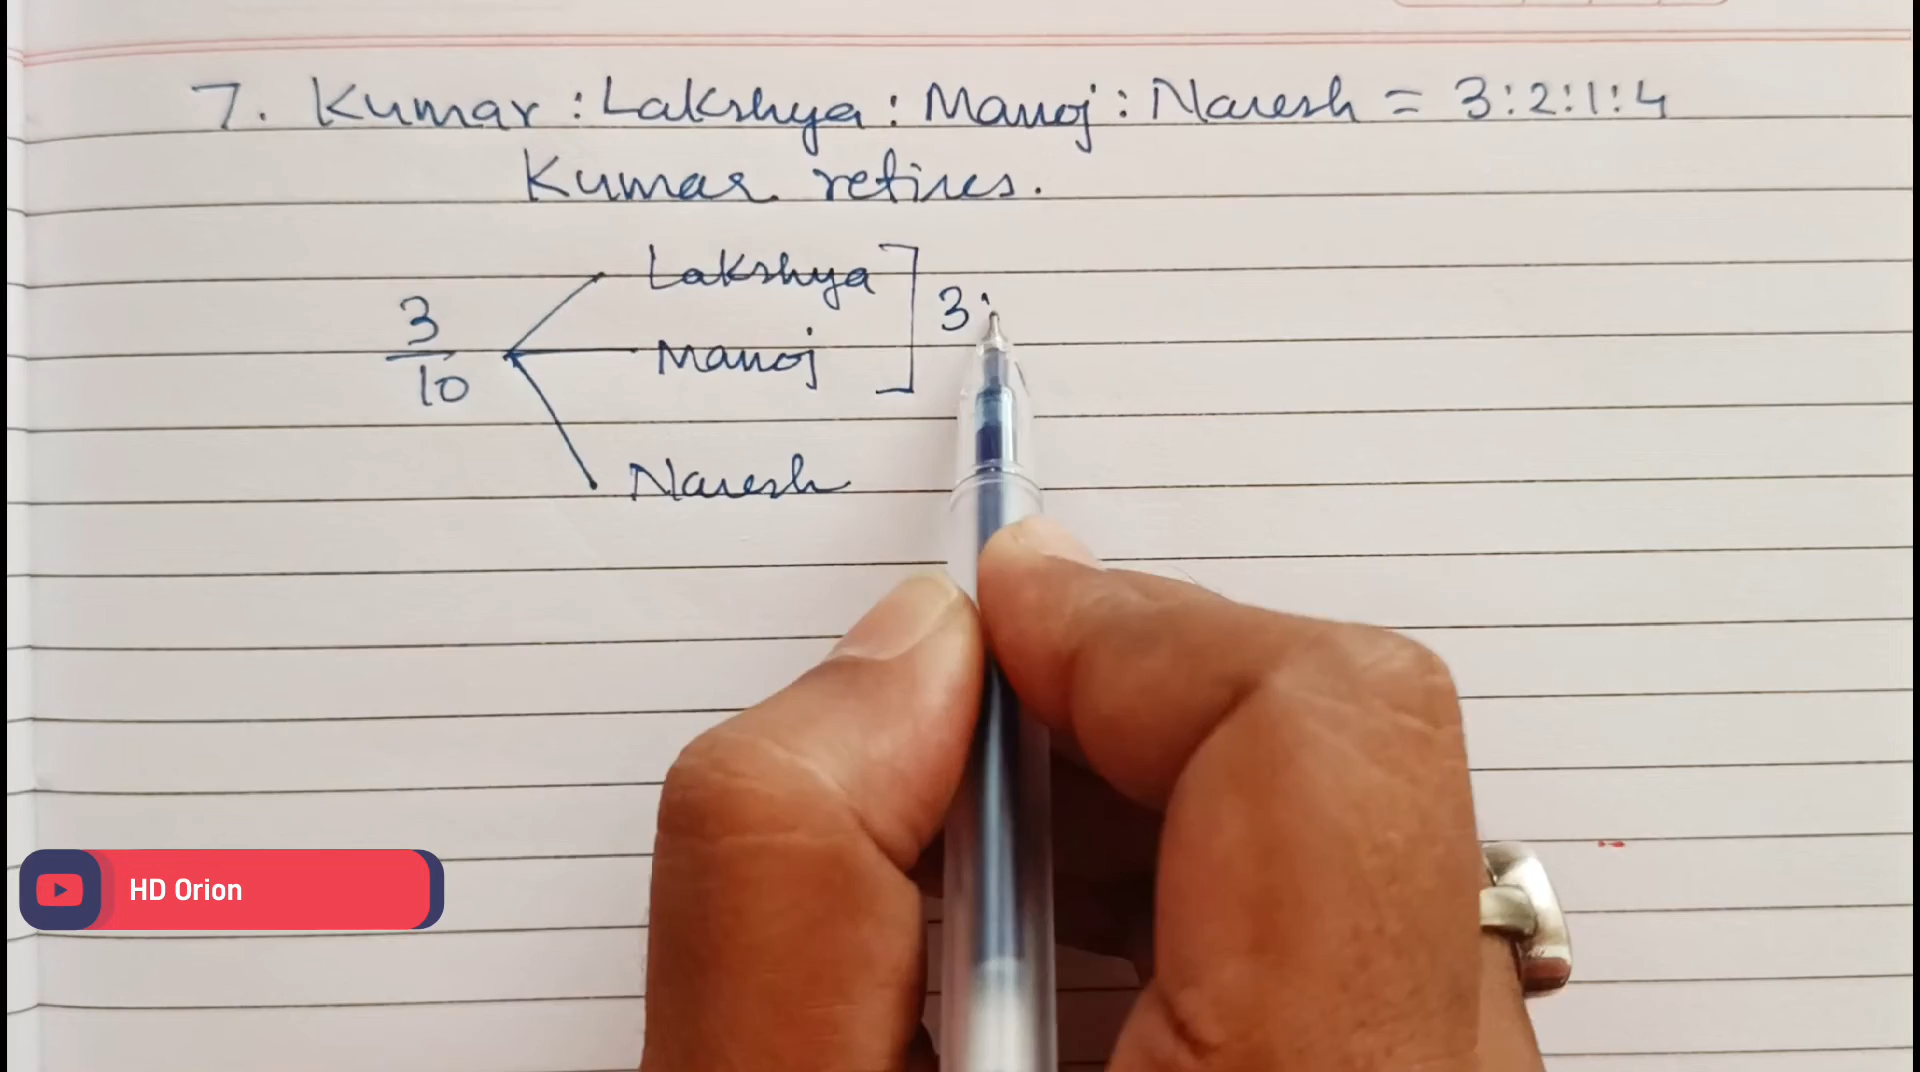 7. Kumar : Lakshya : Manoj : Naresh = 3:2:1:4
Kumar retires.
Lakshya
3 :
3
10
Manoj
Naresh
HD Orion